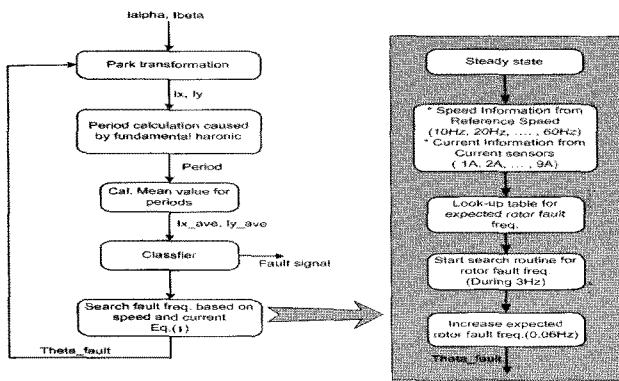 Ialpha, Ibeta
Park transformation
Ix, Iy
Period calculation caused
by fundamental haronic
Period
Cal. Mean value for
periods
Ix_ave, Iy_ave
Classfier
Fault signal
Search fault freq. based on
speed and current
Eq.(1)
Theta_fault
Steady state
* Speed Information from
Reference Speed
(10Hz, 20Hz, ...., 60Hz)
* Current Information from
Current sensors
( 1A, 2A, ... , 9A)
Look-up table for
expected rotor fault
freq.
Start search routine for
rotor fault freq.
(During 3Hz)
Increase expected
rotor fault freq.(0.06Hz)
Theta_fault